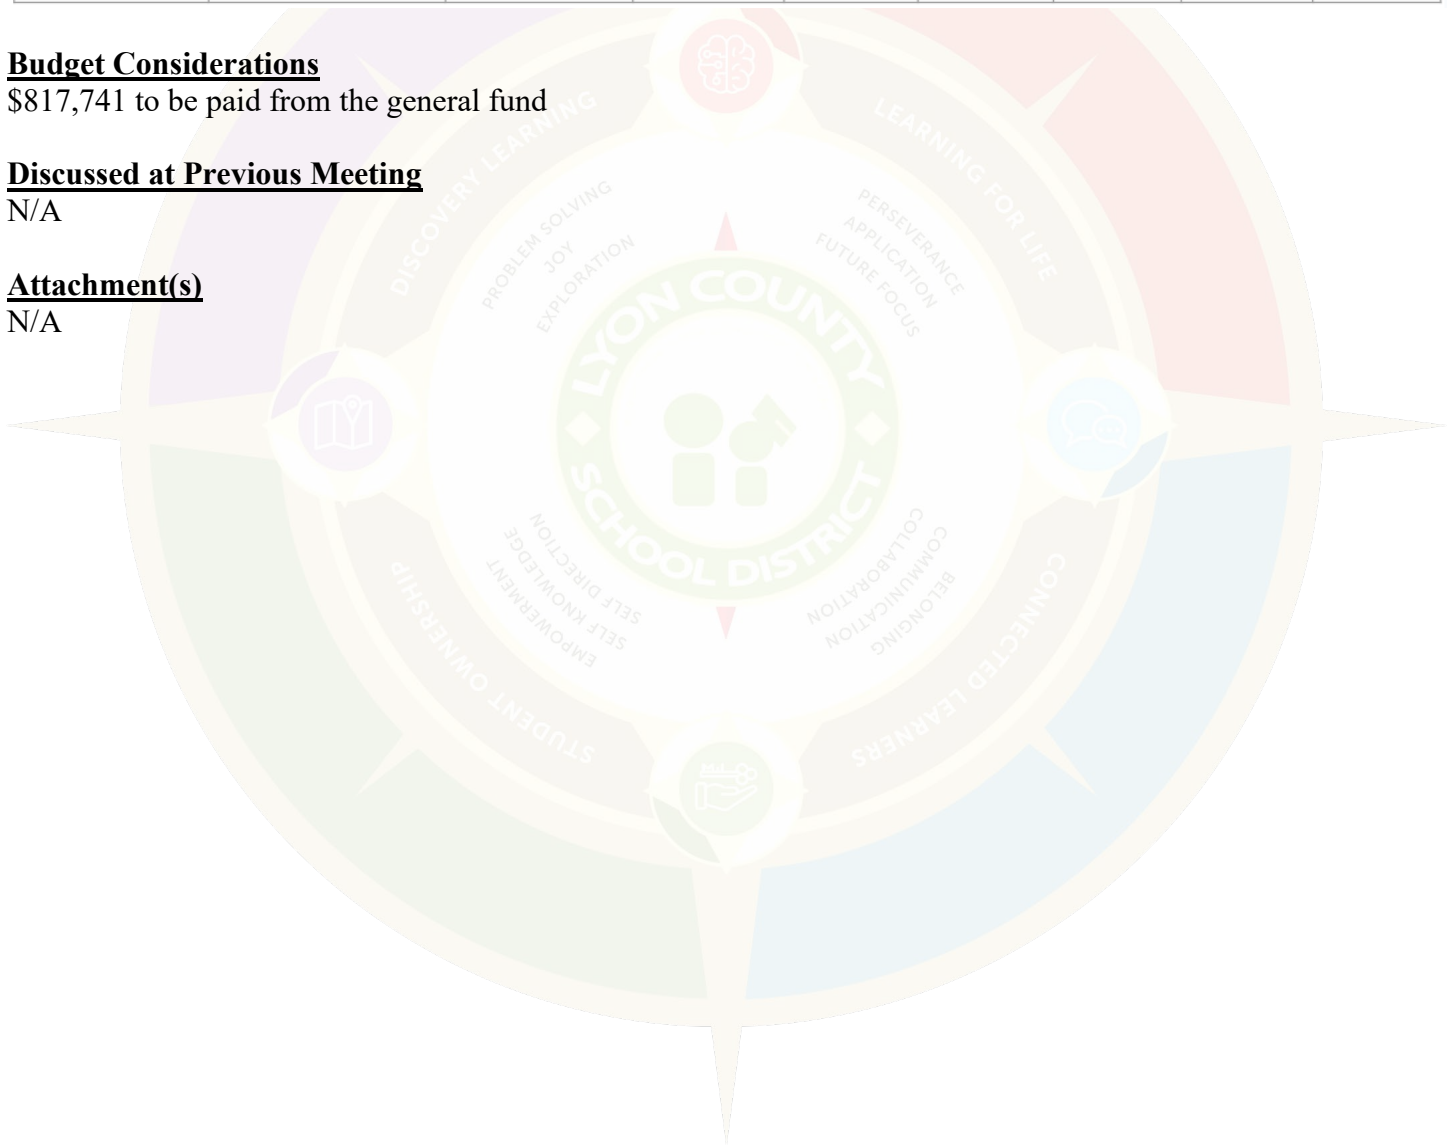 Budget Considerations
$817,741 to be paid from the general fund
Discussed at Previous Meeting
N/A
Attachment(s)
N/A
DISCOVERY LEARNING
LEARNING FOR LIFE
PROBLEM SOLVING
JOY
EXPLORATION
PERSEVERANCE
APPLICATION
FUTURE FOCUS
LYON COUNTY
SCHOOL DISTRICT
SELF DIRECTION
SELF KNOWLEDGE
EMPOWERMENT
COLLABORATION
COMMUNICATION
BELONGING
STUDENT OWNERSHIP
CONNECTED LEARNERS